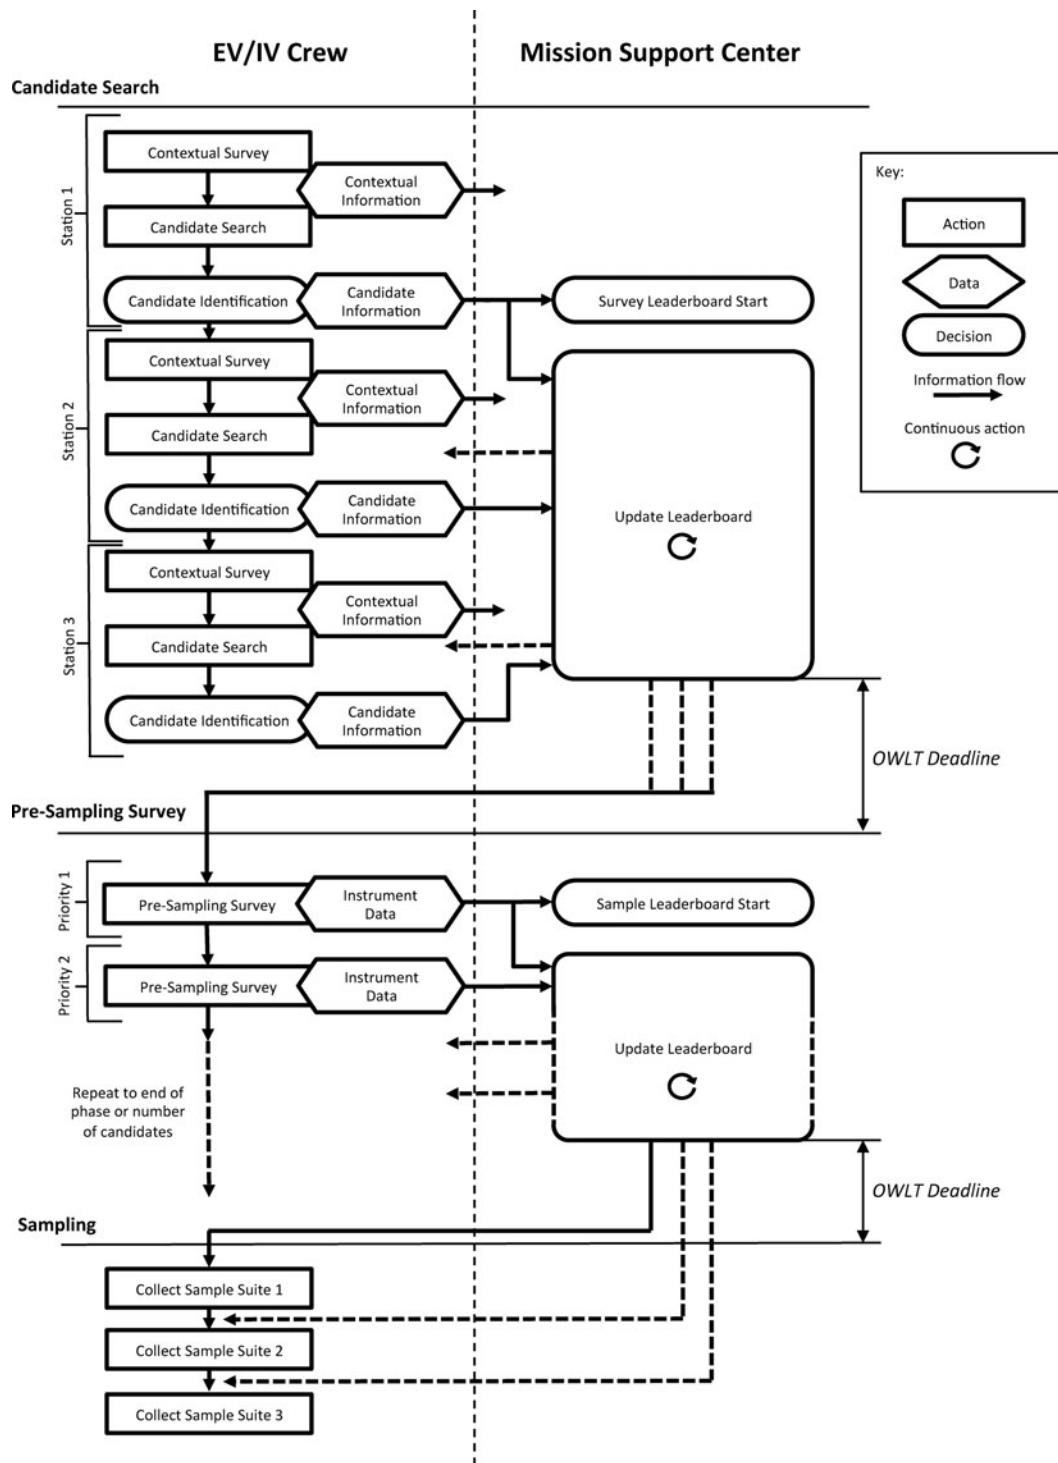 EV/IV Crew
Mission Support Center
Candidate Search
Station 1
Contextual Survey
Contextual
Information
Candidate Search
Candidate Identification
Candidate
Information
Survey Leaderboard Start
Key:
Action
Data
Decision
Information flow
Continuous action
Station 2
Contextual Survey
Contextual
Information
Candidate Search
Candidate Identification
Candidate
Information
Update Leaderboard
Station 3
Contextual Survey
Contextual
Information
Candidate Search
Candidate Identification
Candidate
Information
OWLT Deadline
Pre-Sampling Survey
Priority 1
Pre-Sampling Survey
Instrument
Data
Sample Leaderboard Start
Priority 2
Pre-Sampling Survey
Instrument
Data
Update Leaderboard
Repeat to end of
phase or number
of candidates
OWLT Deadline
Sampling
Collect Sample Suite 1
Collect Sample Suite 2
Collect Sample Suite 3